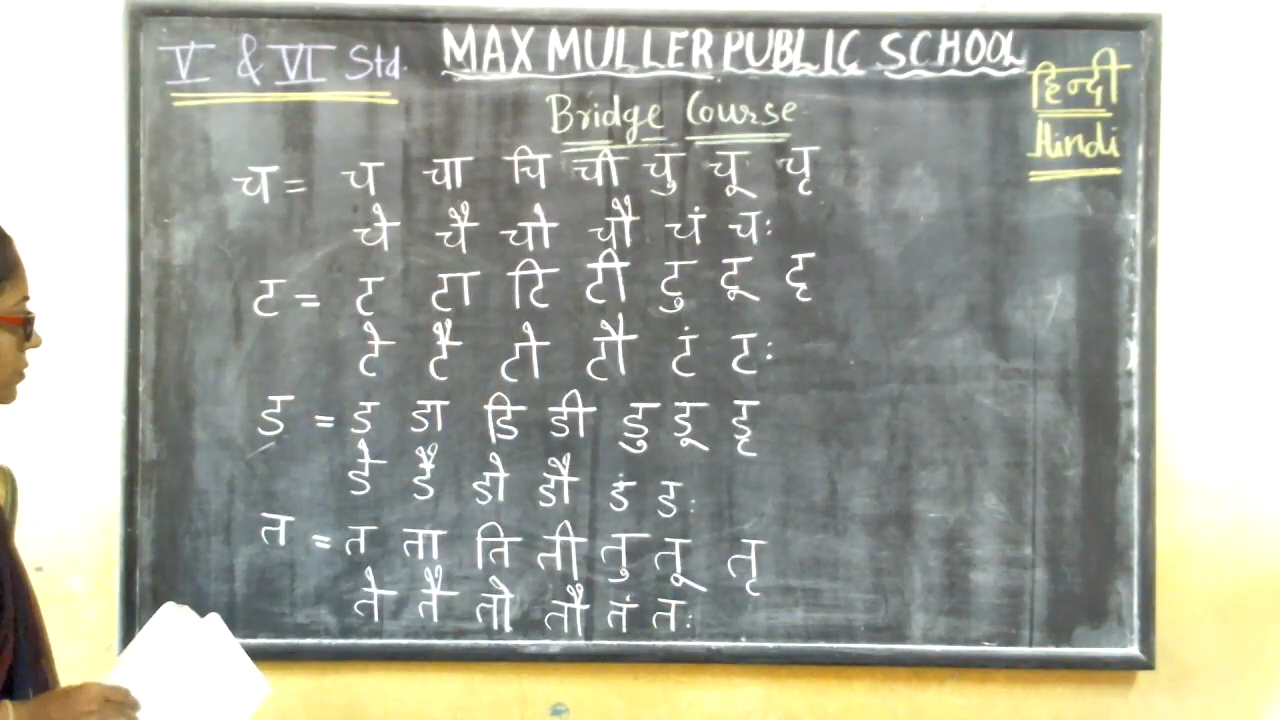 V & VI Std. MAX MULLER PUBLIC SCHOOL
हिन्दी
Bridge Course
Hindi
च = च चा चि ची चु चू चृ
चे चै चो चौ चं चः
ट = ट टा टि टी टु टू टृ
टे टै टो टौ टं टः
ड = ड डा डि डी डु डू डृ
डे डै डो डौ डं डः
त = त ता ति ती तु तू तृ
ते तै तो तौ तं तः